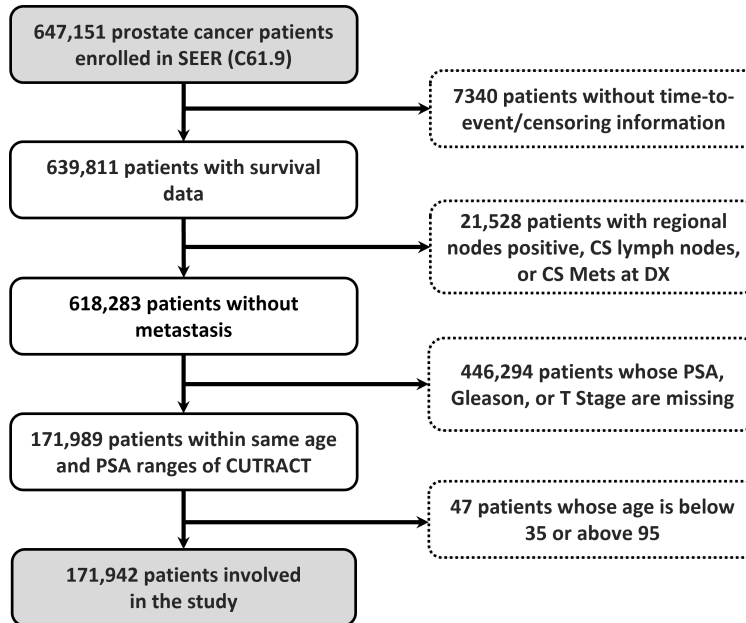 647,151 prostate cancer patients
enrolled in SEER (C61.9)
7340 patients without time-to-
event/censoring information
639,811 patients with survival
data
21,528 patients with regional
nodes positive, CS lymph nodes,
or CS Mets at DX
618,283 patients without
metastasis
446,294 patients whose PSA,
Gleason, or T Stage are missing
171,989 patients within same age
and PSA ranges of CUTRACT
47 patients whose age is below
35 or above 95
171,942 patients involved
in the study